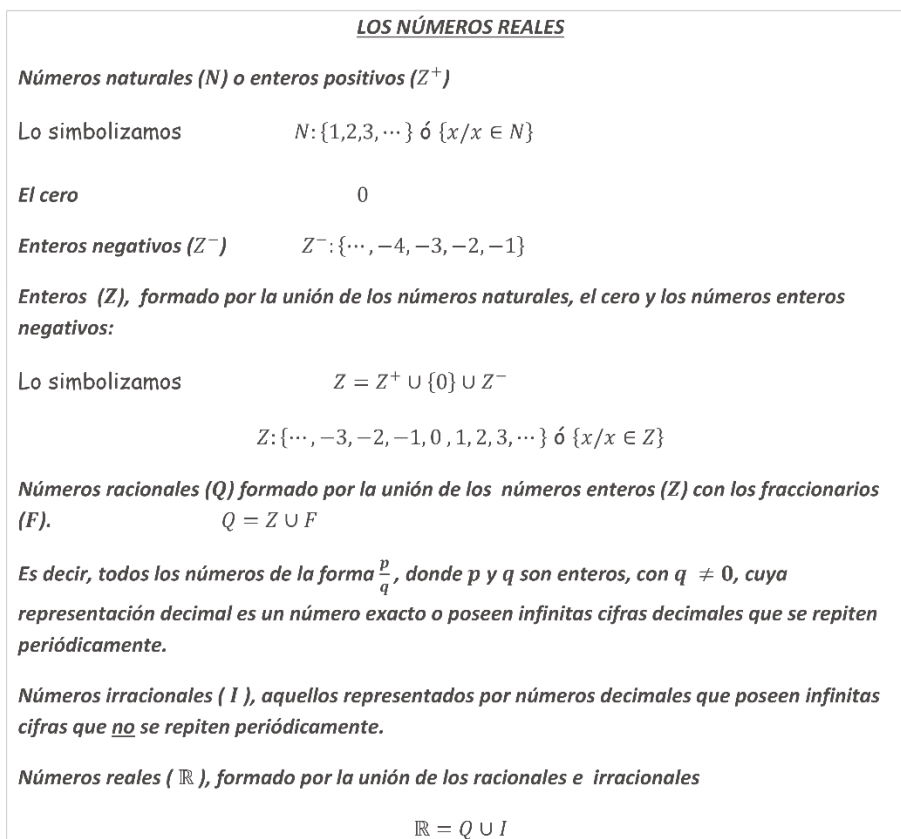 LOS NÚMEROS REALES
Números naturales (N) o enteros positivos (Z⁺)
Lo simbolizamos N: {1,2,3, ⋯ } ó {x/x ∈ N}
El cero 0
Enteros negativos (Z⁻) Z⁻: {⋯ , −4, −3, −2, −1}
Enteros (Z), formado por la unión de los números naturales, el cero y los números enteros
negativos:
Lo simbolizamos Z = Z⁺ ∪ {0} ∪ Z⁻
Z: {⋯ , −3, −2, −1, 0 , 1, 2, 3, ⋯ } ó {x/x ∈ Z}
Números racionales (Q) formado por la unión de los números enteros (Z) con los fraccionarios
(F). Q = Z ∪ F
Es decir, todos los números de la forma p/q, donde p y q son enteros, con q ≠ 0, cuya
representación decimal es un número exacto o poseen infinitas cifras decimales que se repiten
periódicamente.
Números irracionales ( I ), aquellos representados por números decimales que poseen infinitas
cifras que no se repiten periódicamente.
Números reales ( ℝ ), formado por la unión de los racionales e irracionales
ℝ = Q ∪ I